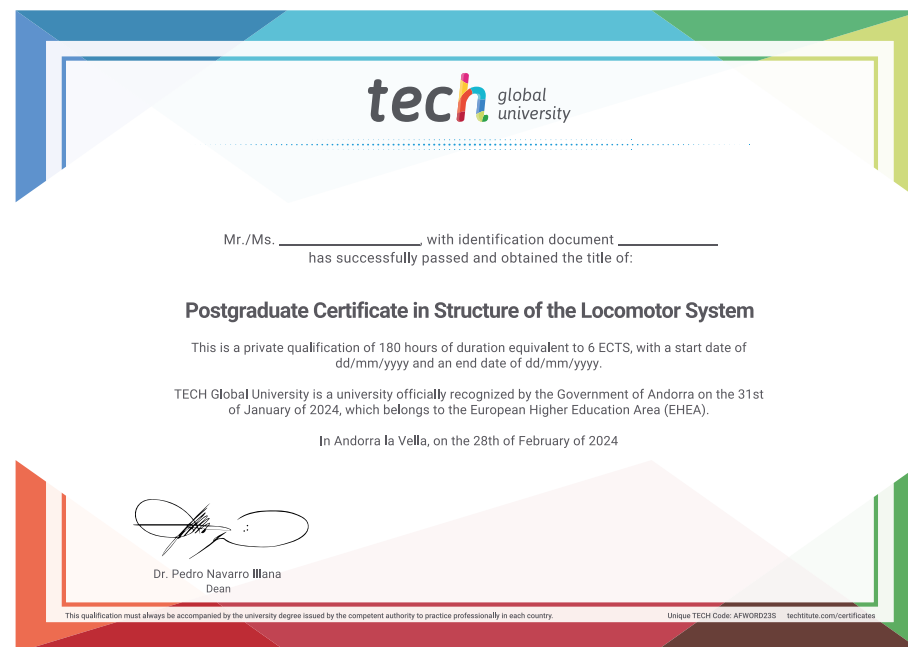 tech global university
Mr./Ms. ____________, with identification document ____________
has successfully passed and obtained the title of:
Postgraduate Certificate in Structure of the Locomotor System
This is a private qualification of 180 hours of duration equivalent to 6 ECTS, with a start date of
dd/mm/yyyy and an end date of dd/mm/yyyy.
TECH Global University is a university officially recognized by the Government of Andorra on the 31st
of January of 2024, which belongs to the European Higher Education Area (EHEA).
In Andorra la Vella, on the 28th of February of 2024
Dr. Pedro Navarro Illana
Dean
This qualification must always be accompanied by the university degree issued by the competent authority to practice professionally in each country.
Unique TECH Code: AFWORD23S techtitute.com/certificates